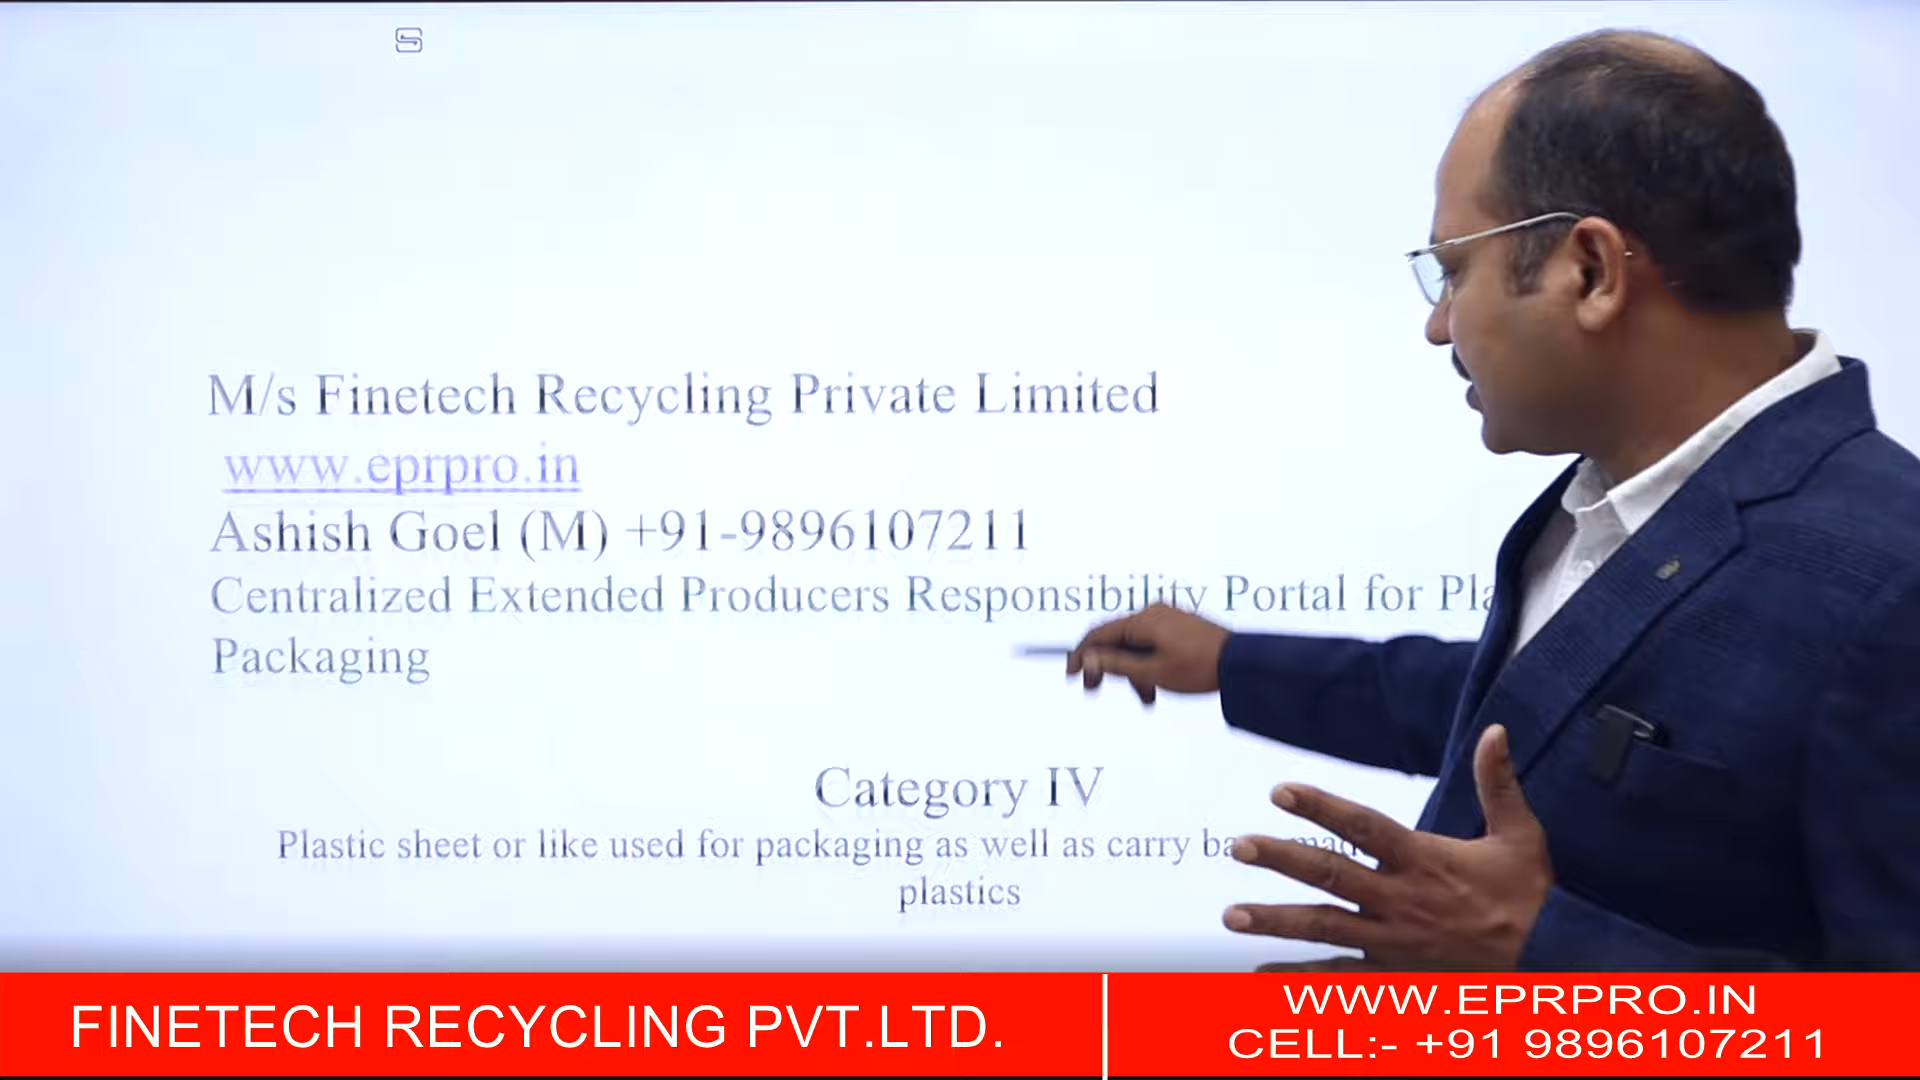 M/s Finetech Recycling Private Limited
www.eprpro.in
Ashish Goel (M) +91-9896107211
Centralized Extended Producers Responsibility Portal for
Packaging
Category IV
Plastic sheet or like used for packaging as well as carry
plastics
FINETECH RECYCLING PVT.LTD.
WWW.EPRPRO.IN
CELL:- +91 9896107211